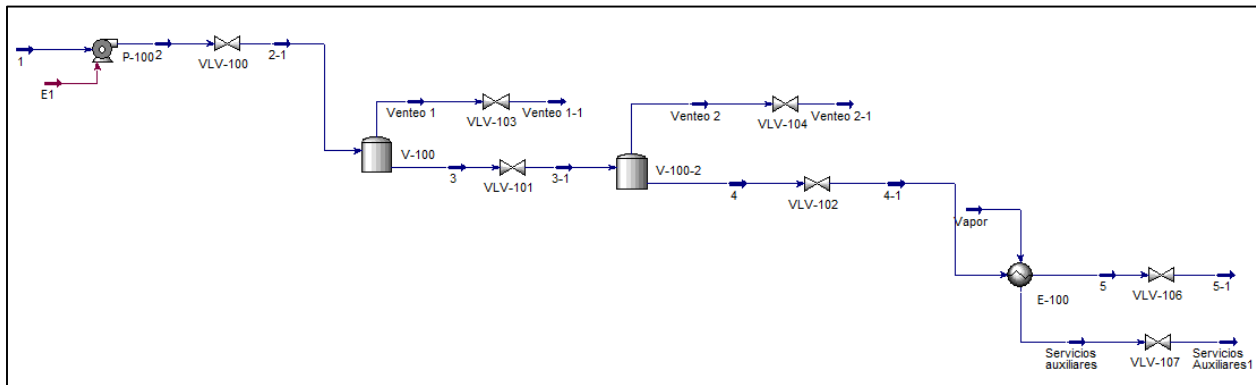 1
E1
P-100
2
VLV-100
2-1
Venteo 1
VLV-103
Venteo 1-1
V-100
3
VLV-101
3-1
Venteo 2
VLV-104
Venteo 2-1
V-100-2
4
VLV-102
4-1
Vapor
E-100
5
VLV-106
5-1
Servicios
auxiliares
VLV-107
Servicios
Auxiliares1